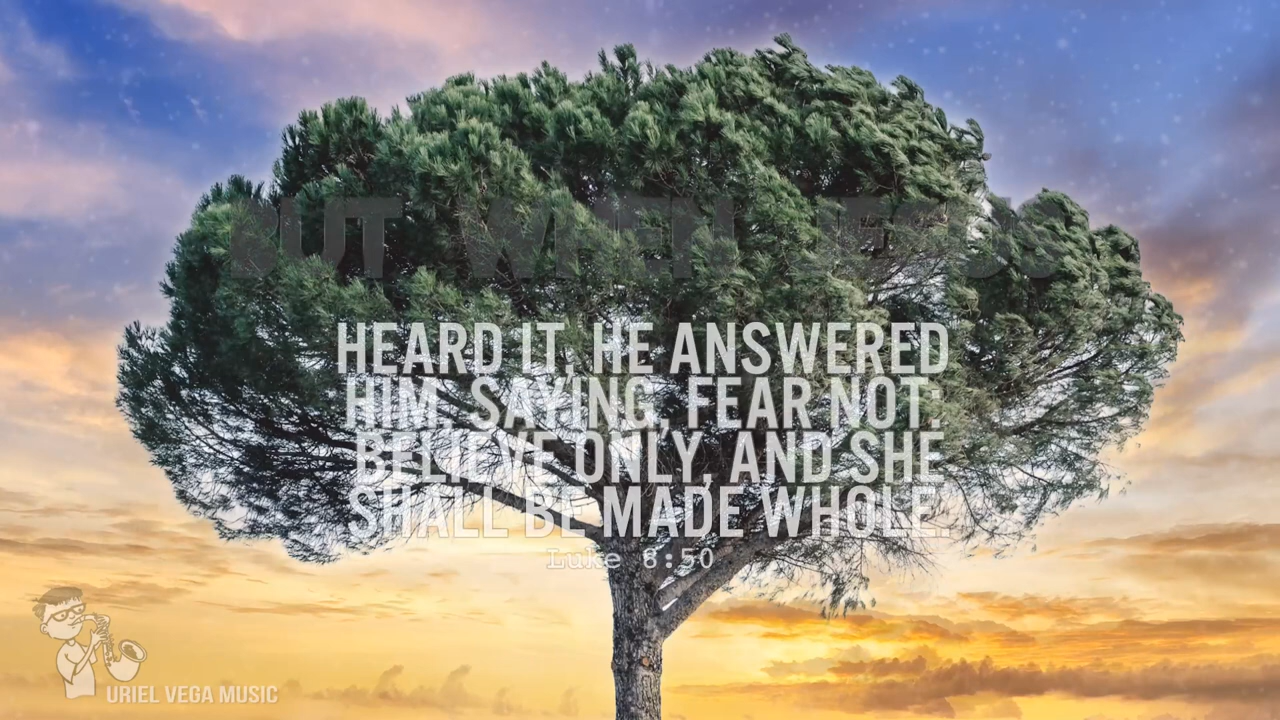 BUT WHEN JESUS
HEARD IT, HE ANSWERED
HIM, SAYING, FEAR NOT:
BELIEVE ONLY, AND SHE
SHALL BE MADE WHOLE.
Luke 8:50
URIEL VEGA MUSIC